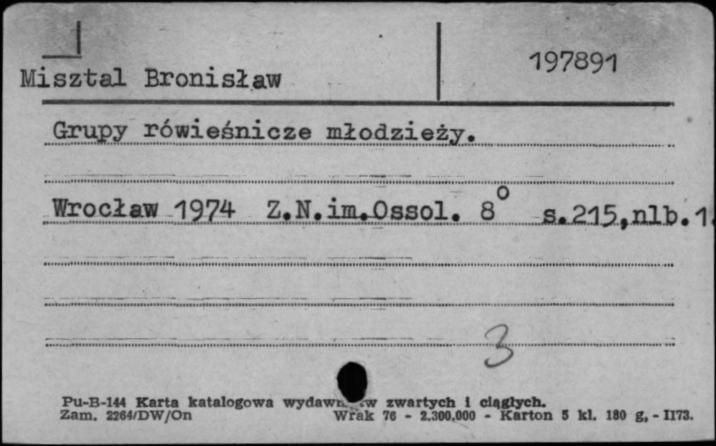 197891
Misztal Bronisław
Grupy rówieśnicze młodzieży.
Wrocław 1974 Z.N.im.Ossol. 8° s.215,nlb.1.
3
Pu-B-144 Karta katalogowa zwartych i ciągłych.
Zam. 2264/DW/On Wrak 76 - 2.300.000 - Karton 5 kl. 180 g, - I173.